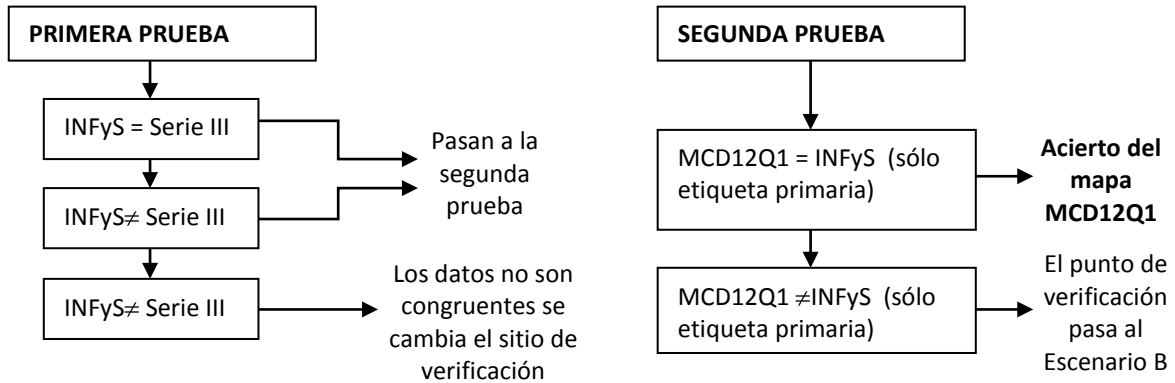 PRIMERA PRUEBA
INFyS = Serie III
INFyS≠ Serie III
INFyS≠ Serie III
Pasan a la
segunda
prueba
Los datos no son
congruentes se
cambia el sitio de
verificación
SEGUNDA PRUEBA
MCD12Q1 = INFyS (sólo
etiqueta primaria)
MCD12Q1 ≠INFyS (sólo
etiqueta primaria)
Acierto del
mapa
MCD12Q1
El punto de
verificación
pasa al
Escenario B